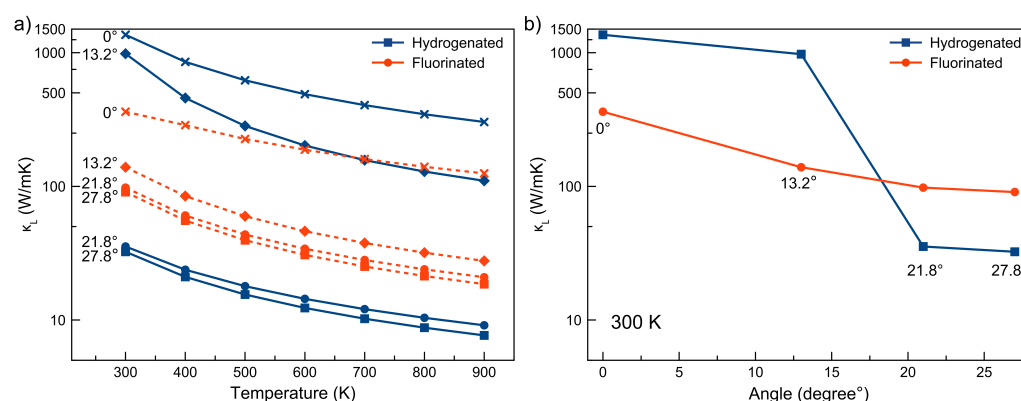 a)
κL (W/mK)
1500
1000
500
100
10
0°
13.2°
0°
13.2°
21.8°
27.8°
21.8°
27.8°
Hydrogenated
Fluorinated
300 400 500 600 700 800 900
Temperature (K)
b)
κL (W/mK)
1500
1000
500
100
10
Hydrogenated
Fluorinated
0°
13.2°
21.8°
27.8
300 K
0 5 10 15 20 25
Angle (degree°)